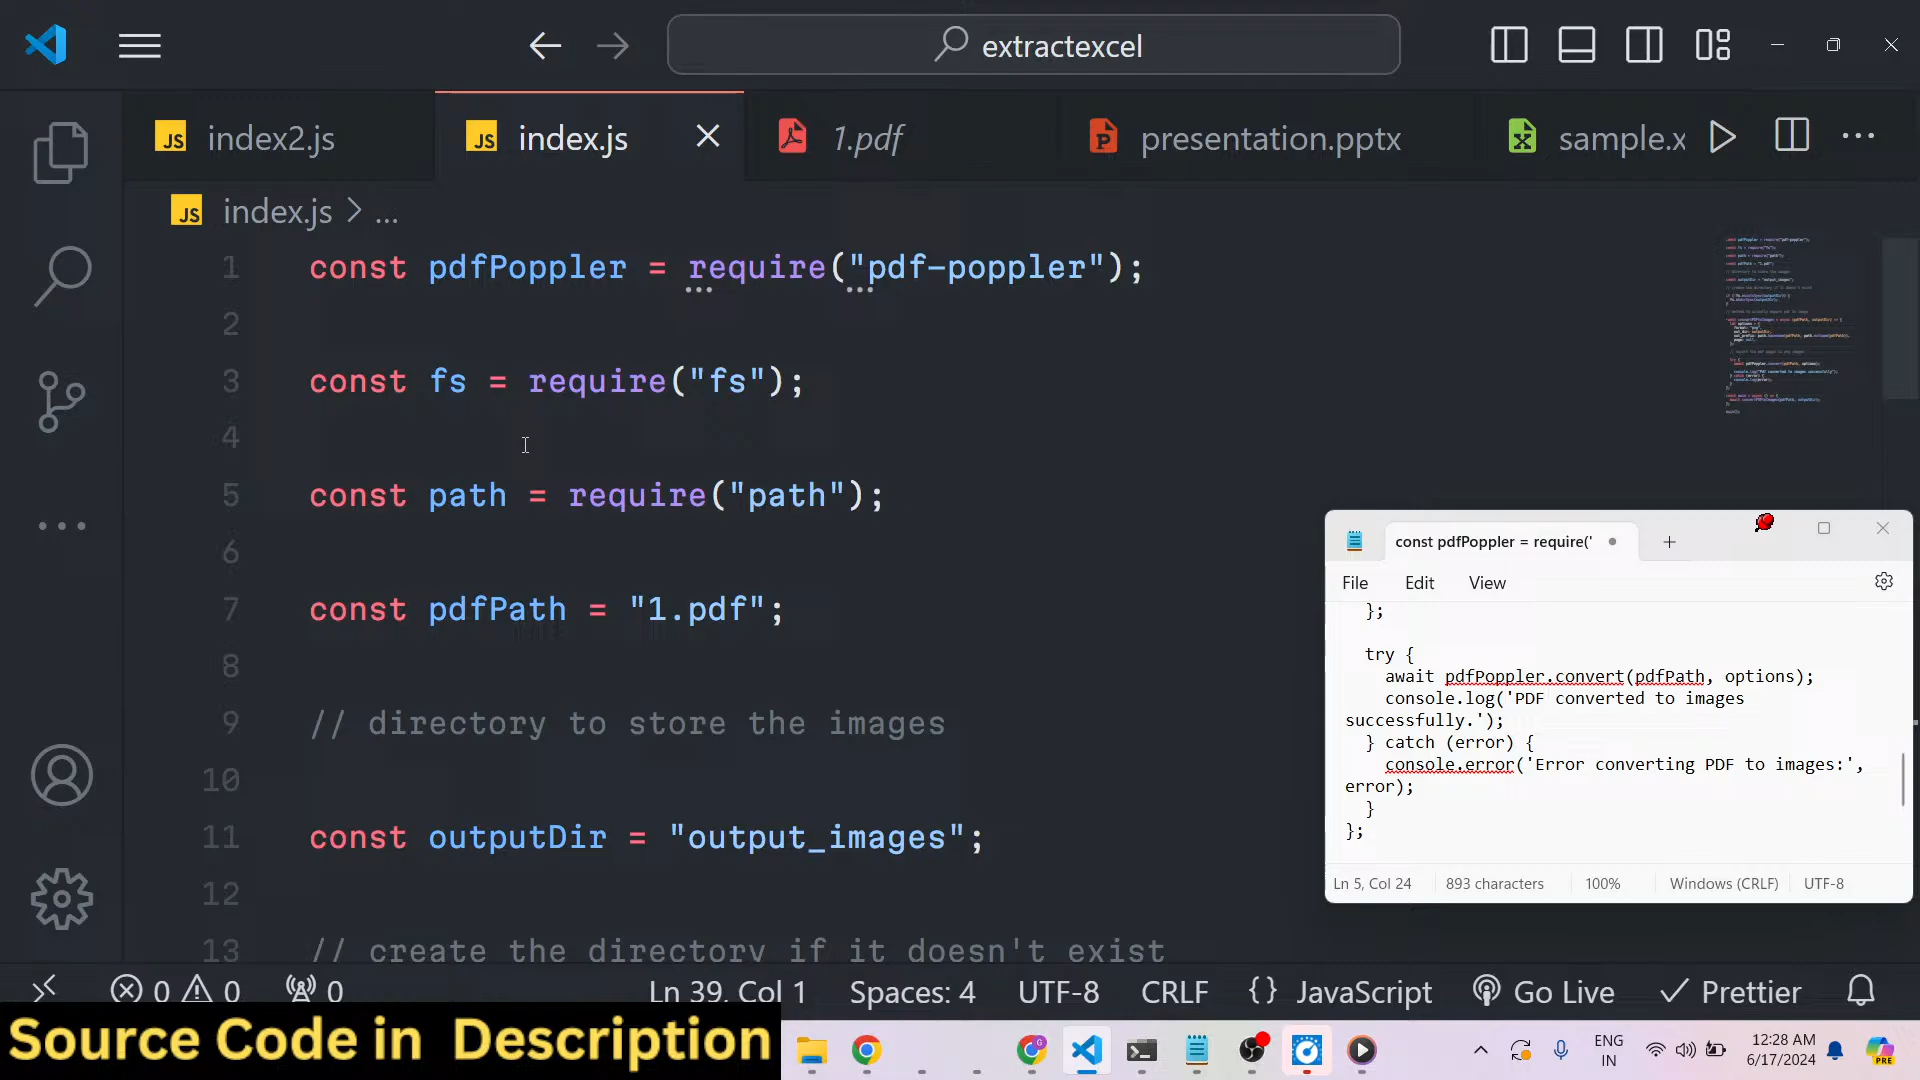 extractexcel
index2.js
index.js
1.pdf
presentation.pptx
sample.x
index.js > ...
1 const pdfPoppler = require("pdf-poppler");
2
3 const fs = require("fs");
4
5 const path = require("path");
6
7 const pdfPath = "1.pdf";
8
9 // directory to store the images
10
11 const outputDir = "output_images";
12
13 // create the directory if it doesn't exist
const pdfPoppler = require('
File Edit View
};
try {
await pdfPoppler.convert(pdfPath, options);
console.log('PDF converted to images
successfully.');
} catch (error) {
console.error('Error converting PDF to images:',
error);
}
};
Ln 5, Col 24 893 characters 100% Windows (CRLF) UTF-8
0 0 0 Ln 39, Col 1 Spaces: 4 UTF-8 CRLF {} JavaScript Go Live Prettier
Source Code in Description
ENG
IN
12:28 AM
6/17/2024
PRE